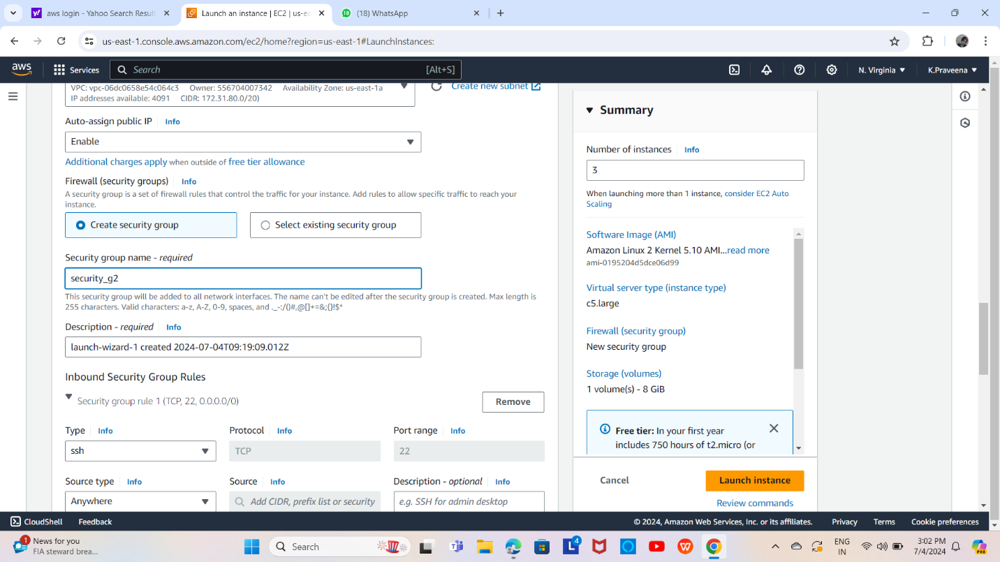 aws login - Yahoo Search Result
Launch an instance | EC2 | us-ea
18
(18) WhatsApp
us-east-1.console.aws.amazon.com/ec2/home?region=us-east-1#LaunchInstances:
aws
Services
Search
[Alt+S]
N. Virginia
K.Praveena
VPC: vpc-06dc0658e54c064c3 Owner: 556704007342 Availability Zone: us-east-1a
IP addresses available: 4091 CIDR: 172.31.80.0/20)
Create new subnet
Auto-assign public IP Info
Enable
Additional charges apply when outside of free tier allowance
Firewall (security groups) Info
A security group is a set of firewall rules that control the traffic for your instance. Add rules to allow specific traffic to reach your
instance.
Create security group
Select existing security group
Security group name - required
security_g2
This security group will be added to all network interfaces. The name can't be edited after the security group is created. Max length is
255 characters. Valid characters: a-z, A-Z, 0-9, spaces, and ._-:/()#,@[]+=&;{}!$*
Description - required Info
launch-wizard-1 created 2024-07-04T09:19:09.012Z
Inbound Security Group Rules
Security group rule 1 (TCP, 22, 0.0.0.0/0)
Remove
Type Info
Protocol Info
Port range Info
ssh
TCP
22
Source type Info
Source Info
Description - optional Info
Anywhere
Add CIDR, prefix list or security
e.g. SSH for admin desktop
Summary
Number of instances Info
3
When launching more than 1 instance, consider EC2 Auto
Scaling
Software Image (AMI)
Amazon Linux 2 Kernel 5.10 AMI...read more
ami-0195204d5dce06d99
Virtual server type (instance type)
c5.large
Firewall (security group)
New security group
Storage (volumes)
1 volume(s) - 8 GiB
Free tier: In your first year
includes 750 hours of t2.micro (or
Cancel
Launch instance
Review commands
CloudShell
Feedback
© 2024, Amazon Web Services, Inc. or its affiliates.
Privacy
Terms
Cookie preferences
1
News for you
FIA steward brea...
Search
4
ENG
IN
3:02 PM
7/4/2024
PRE